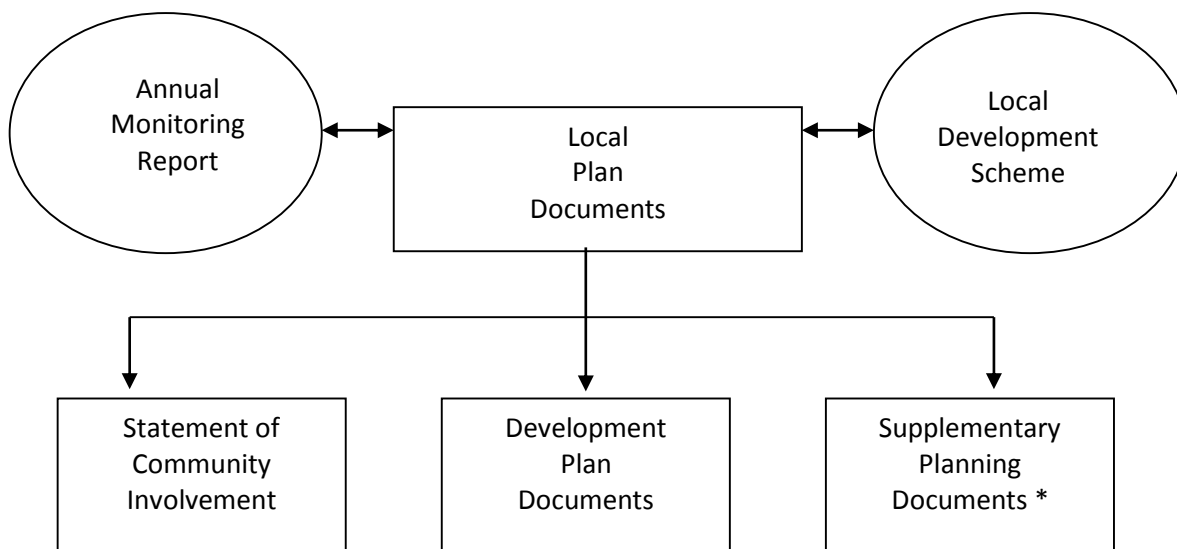 Annual
Monitoring
Report
Local
Plan
Documents
Local
Development
Scheme
Statement of
Community
Involvement
Development
Plan
Documents
Supplementary
Planning
Documents *